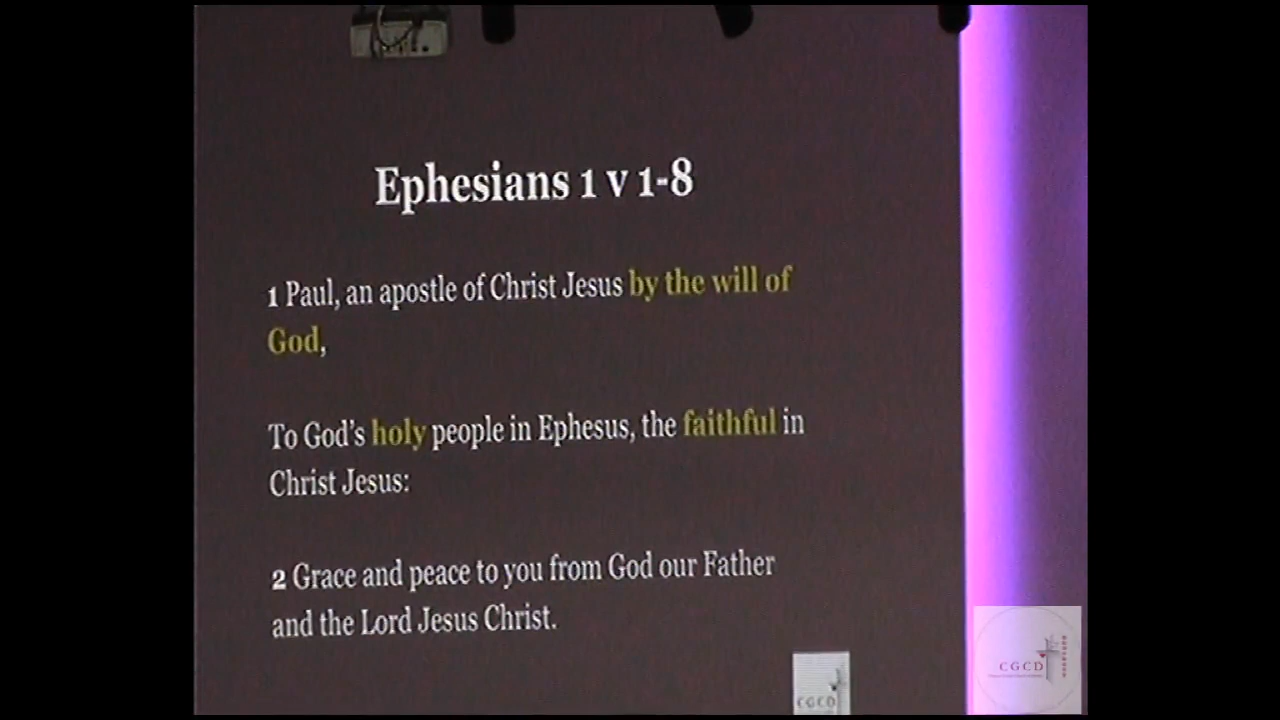 Ephesians 1 v 1-8
1 Paul, an apostle of Christ Jesus by the will of
God,
To God's holy people in Ephesus, the faithful in
Christ Jesus:
2 Grace and peace to you from God our Father
and the Lord Jesus Christ.
CGCD
CGCD